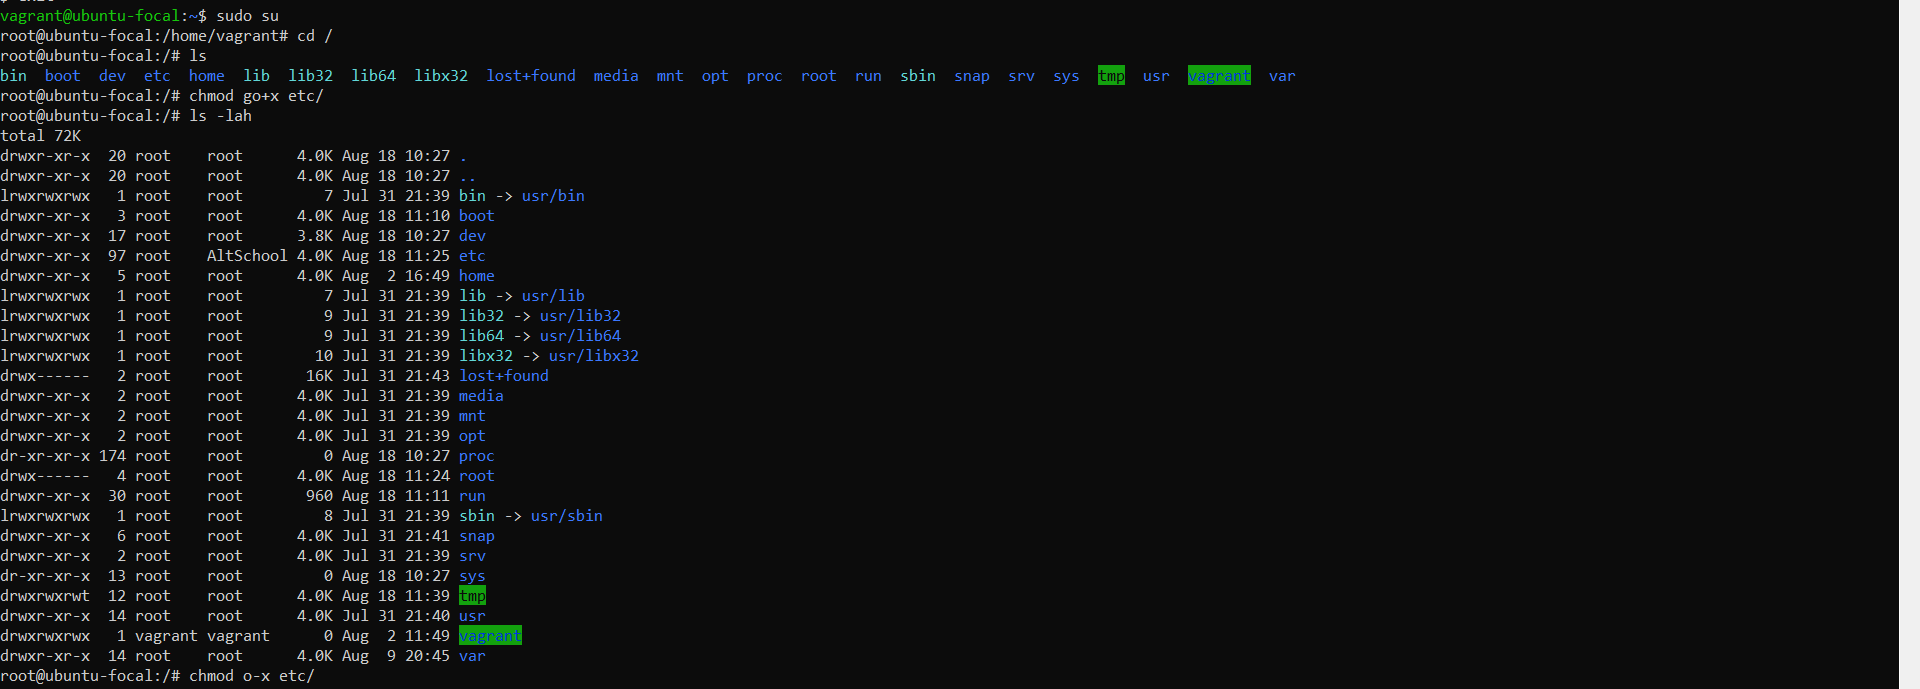 vagrant@ubuntu-focal:~$ sudo su
root@ubuntu-focal:/home/vagrant# cd /
root@ubuntu-focal:/# ls
bin  boot  dev  etc  home  lib  lib32  lib64  libx32  lost+found  media  mnt  opt  proc  root  run  sbin  snap  srv  sys  tmp  usr  vagrant  var
root@ubuntu-focal:/# chmod go+x etc/
root@ubuntu-focal:/# ls -lah
total 72K
drwxr-xr-x  20 root    root      4.0K Aug 18 10:27 .
drwxr-xr-x  20 root    root      4.0K Aug 18 10:27 ..
lrwxrwxrwx   1 root    root         7 Jul 31 21:39 bin -> usr/bin
drwxr-xr-x   3 root    root      4.0K Aug 18 11:10 boot
drwxr-xr-x  17 root    root      3.8K Aug 18 10:27 dev
drwxr-xr-x  97 root    AltSchool 4.0K Aug 18 11:25 etc
drwxr-xr-x   5 root    root      4.0K Aug  2 16:49 home
lrwxrwxrwx   1 root    root         7 Jul 31 21:39 lib -> usr/lib
lrwxrwxrwx   1 root    root         9 Jul 31 21:39 lib32 -> usr/lib32
lrwxrwxrwx   1 root    root         9 Jul 31 21:39 lib64 -> usr/lib64
lrwxrwxrwx   1 root    root        10 Jul 31 21:39 libx32 -> usr/libx32
drwx------   2 root    root       16K Jul 31 21:43 lost+found
drwxr-xr-x   2 root    root      4.0K Jul 31 21:39 media
drwxr-xr-x   2 root    root      4.0K Jul 31 21:39 mnt
drwxr-xr-x   2 root    root      4.0K Jul 31 21:39 opt
dr-xr-xr-x 174 root    root         0 Aug 18 10:27 proc
drwx------   4 root    root      4.0K Aug 18 11:24 root
drwxr-xr-x  30 root    root       960 Aug 18 11:11 run
lrwxrwxrwx   1 root    root         8 Jul 31 21:39 sbin -> usr/sbin
drwxr-xr-x   6 root    root      4.0K Jul 31 21:41 snap
drwxr-xr-x   2 root    root      4.0K Jul 31 21:39 srv
dr-xr-xr-x  13 root    root         0 Aug 18 10:27 sys
drwxrwxrwt  12 root    root      4.0K Aug 18 11:39 tmp
drwxr-xr-x  14 root    root      4.0K Jul 31 21:40 usr
drwxrwxrwx   1 vagrant vagrant      0 Aug  2 11:49 vagrant
drwxr-xr-x  14 root    root      4.0K Aug  9 20:45 var
root@ubuntu-focal:/# chmod o-x etc/